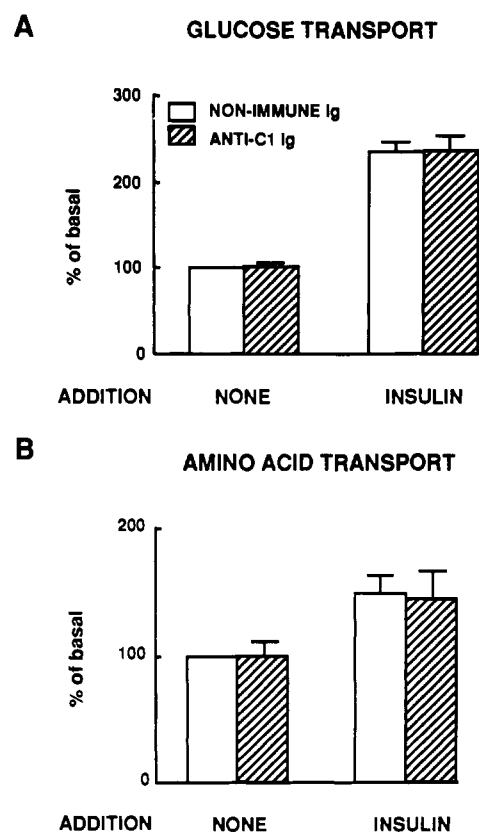 A
GLUCOSE TRANSPORT
300
NON-IMMUNE Ig
ANTI-C1 Ig
200
% of basal
100
0
ADDITION NONE INSULIN
B
AMINO ACID TRANSPORT
200
% of basal
100
0
ADDITION NONE INSULIN